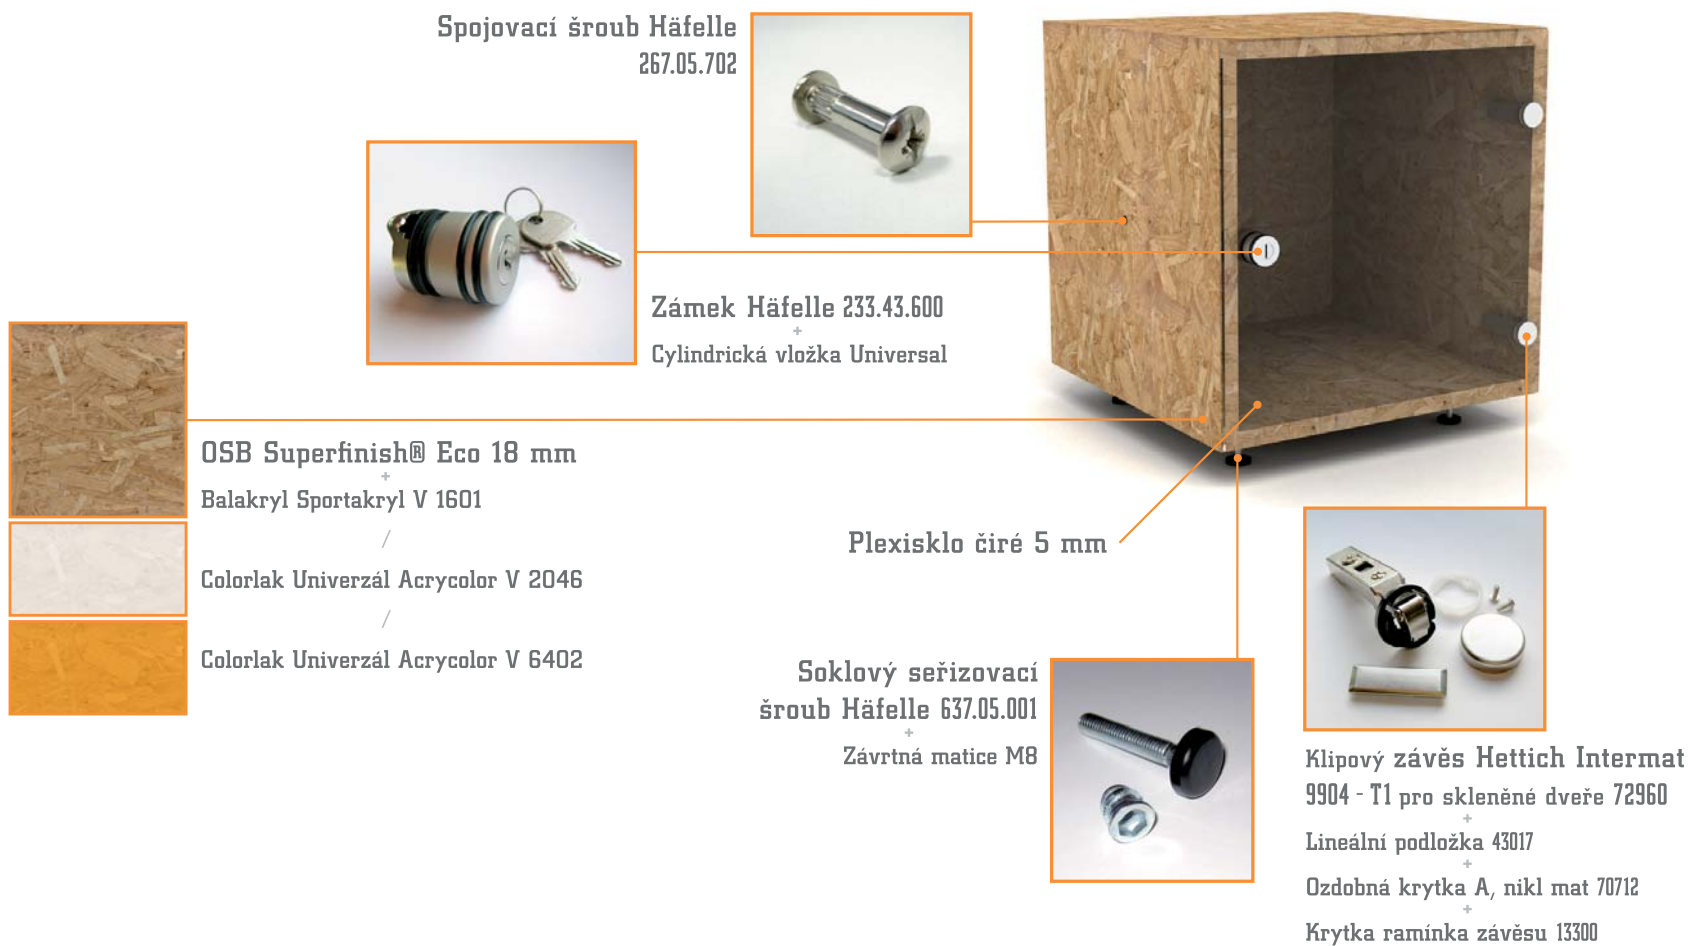 Spojovací šroub Häfelle
267.05.702
Zámek Häfelle 233.43.600
+
Cylindrická vložka Universal
OSB Superfinish® Eco 18 mm
+
Balakryl Sportakryl V 1601
/
Colorlak Univerzál Acrycolor V 2046
/
Colorlak Univerzál Acrycolor V 6402
Plexisklo čiré 5 mm
Soklový seřizovací
šroub Häfelle 637.05.001
+
Závrtná matice M8
Klipový závěs Hettich Intermat
9904 - T1 pro skleněné dveře 72960
+
Lineální podložka 43017
+
Ozdobná krytka A, nikl mat 70712
+
Krytka ramínka závěsu 13300